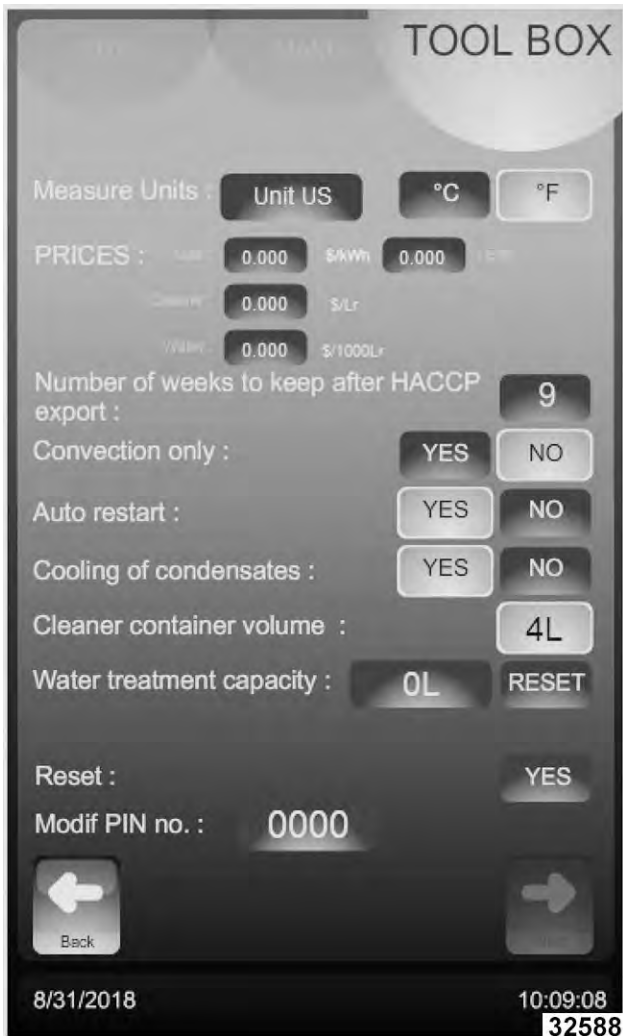 TOOL BOX
Measure Units : Unit US °C °F
PRICES : 0.000 $/kWh 0.000
0.000 $/Lr
Water 0.000 $/1000Lr
Number of weeks to keep after HACCP 9
export :
Convection only : YES NO
Auto restart : YES NO
Cooling of condensates : YES NO
Cleaner container volume : 4L
Water treatment capacity : 0L RESET
Reset : YES
Modif PIN no. : 0000
Back
8/31/2018 10:09:08
32588